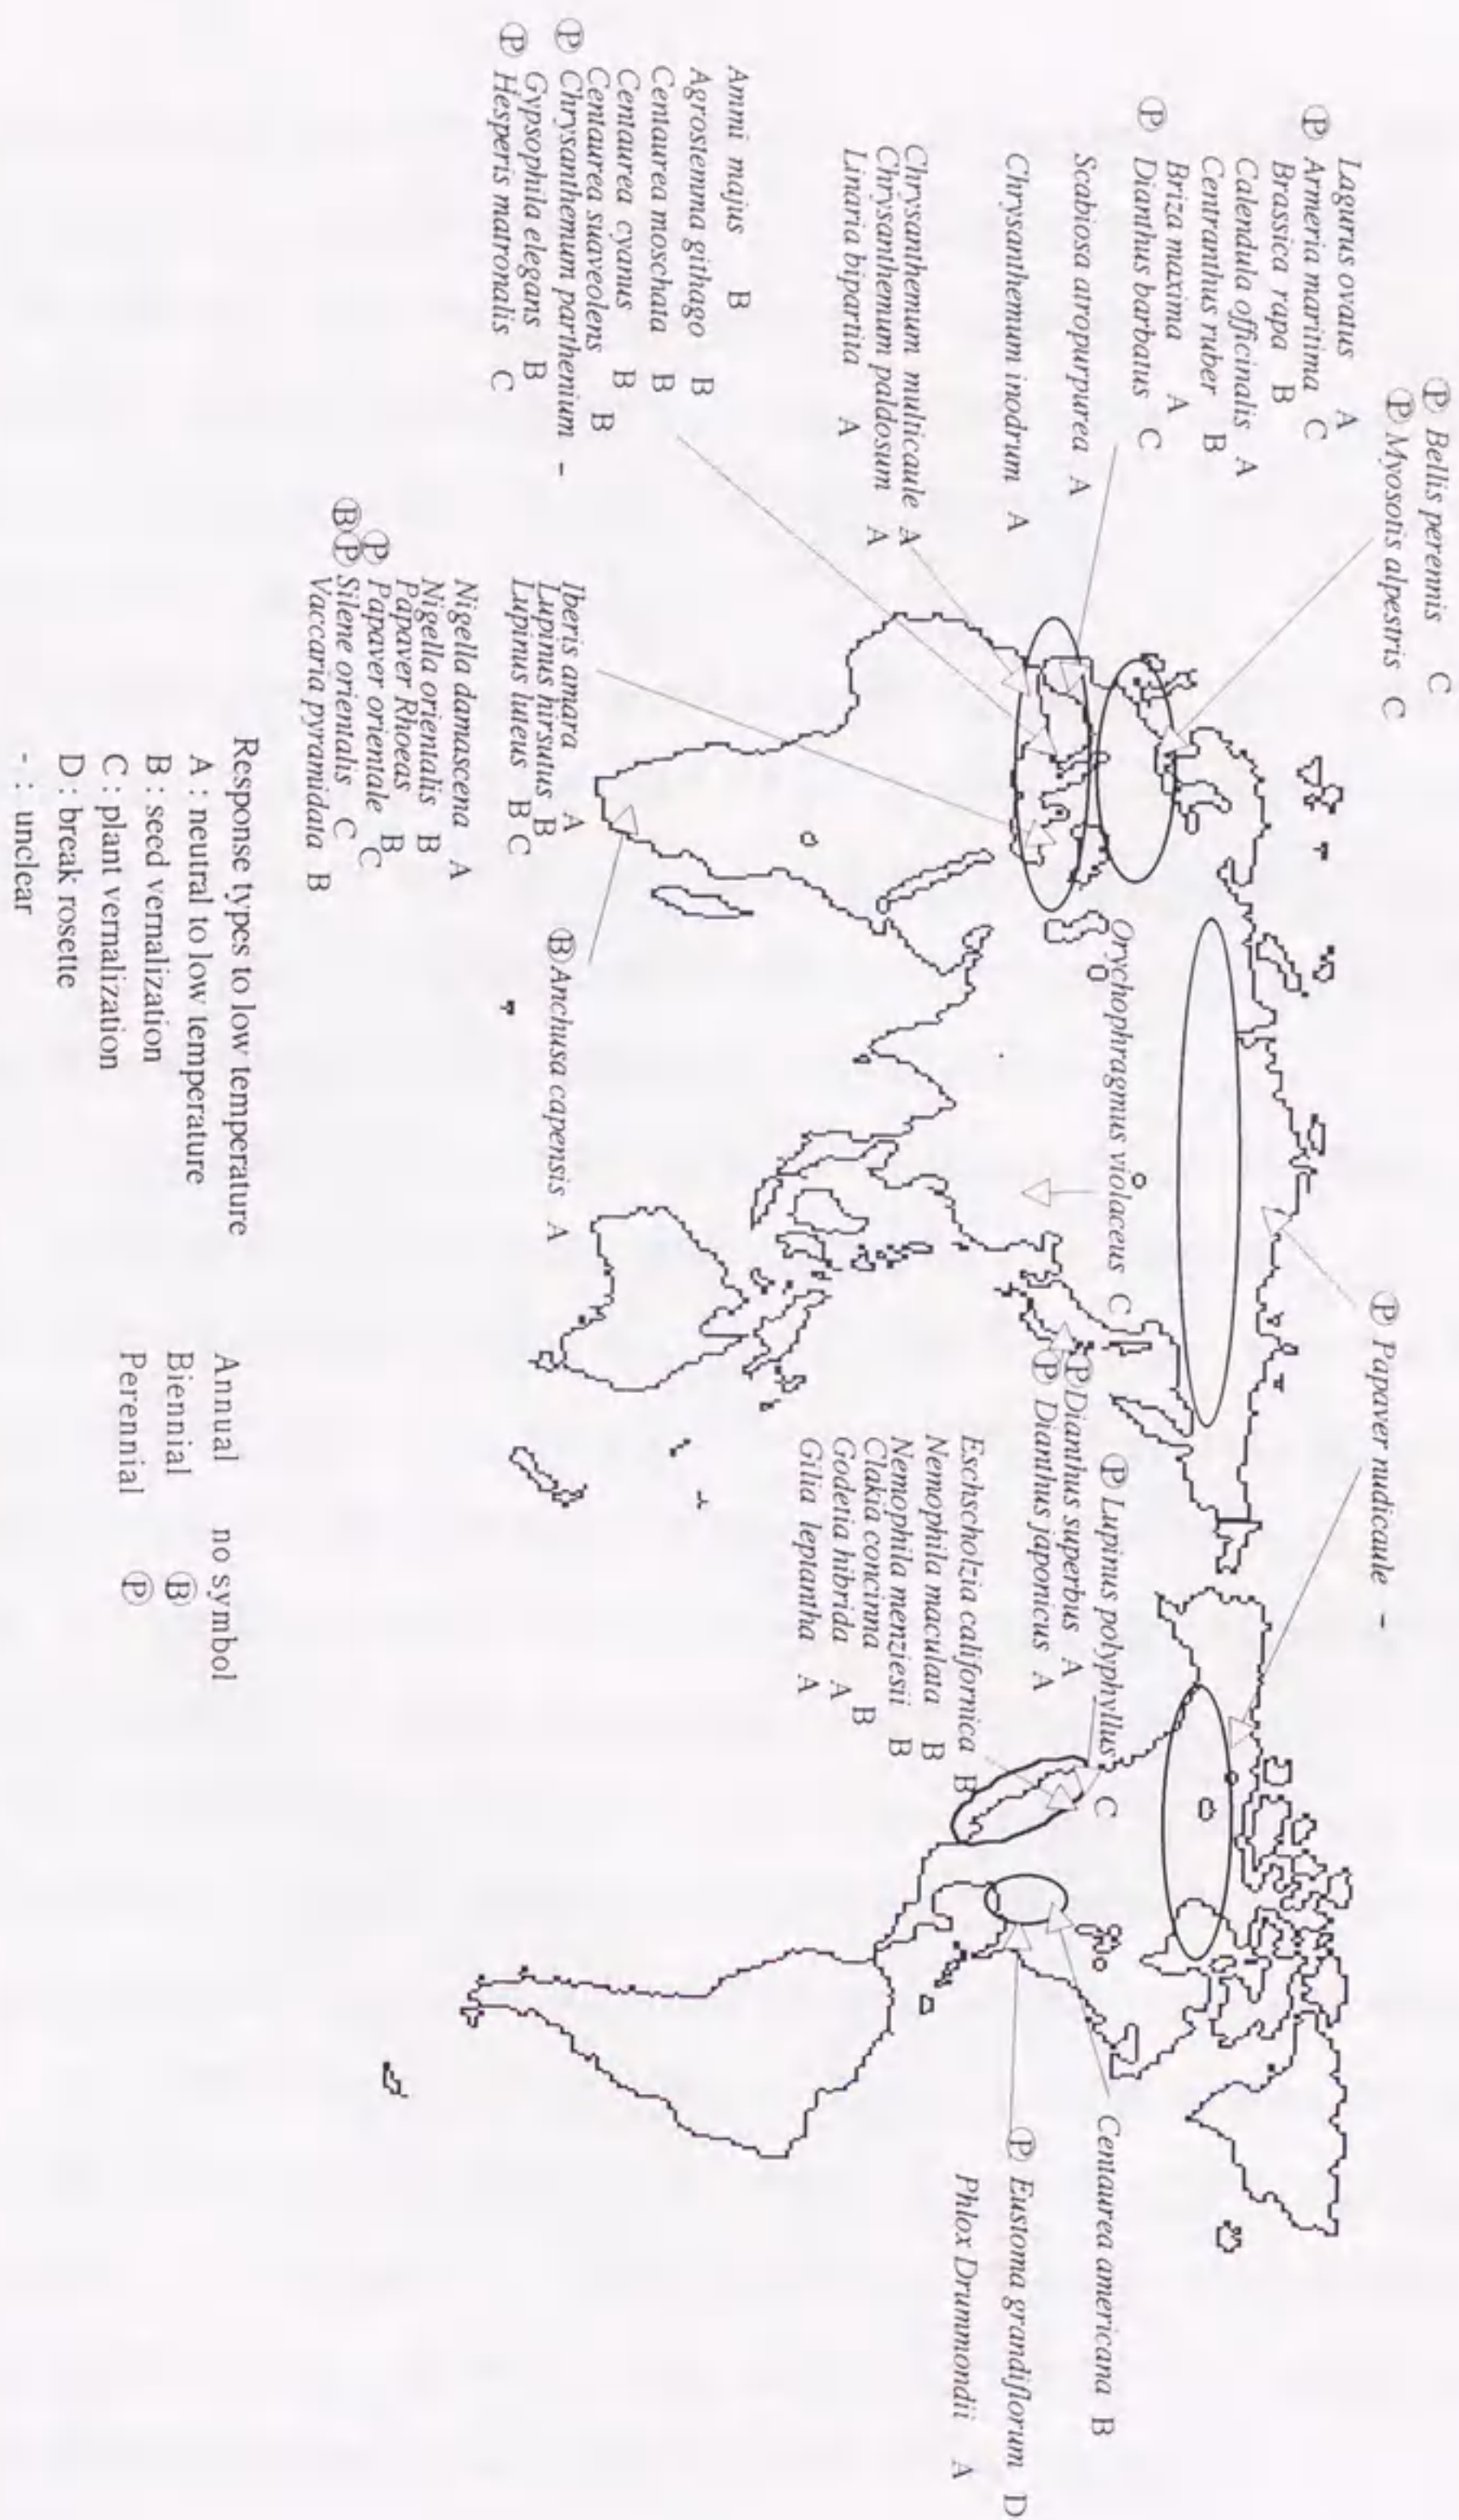 Ⓟ Bellis perennis C
Ⓟ Myosotis alpestris C
Lagurus ovatus A
Ⓟ Armeria maritima C
Brassica rapa B
Calendula officinalis A
Centranthus ruber B
Briza maxima A
Ⓟ Dianthus barbatus C
Scabiosa atropurpurea A
Chrysanthemum inodrum A
Chrysanthemum multicaule A
Chrysanthemum paldosum A
Linaria bipartita A
Ammi majus B
Agrostemma githago B
Centaurea moschata B
Centaurea cyanus B
Centaurea suaveolens B
Ⓟ Chrysanthemum parthenium -
Gypsophila elegans B
Ⓟ Hesperis matronalis C
Iberis amara A
Lupinus hirsutus B
Lupinus luteus B C
Nigella damascena A
Nigella orientalis B
Papaver Rhoeas B
Ⓟ Papaver orientale C
ⒷⓅ Silene orientalis C
Vaccaria pyramidata B
Ⓑ Anchusa capensis A
Orychophragmus violaceus C
Ⓟ Papaver nudicaule -
Ⓟ Dianthus superbus A
Ⓟ Dianthus japonicus A
Ⓟ Lupinus polyphyllus C
Eschscholzia californica B
Nemophila maculata B
Nemophila menziesii B
Clakia concinna B
Godetia hibrida A
Gilia leptantha A
Centaurea americana B
Ⓟ Eustoma grandiflorum D
Phlox Drummondii A
Response types to low temperature
A : neutral to low temperature
B : seed vernalization
C : plant vernalization
D : break rosette
- : unclear
Annual no symbol
Biennial Ⓑ
Perennial Ⓟ